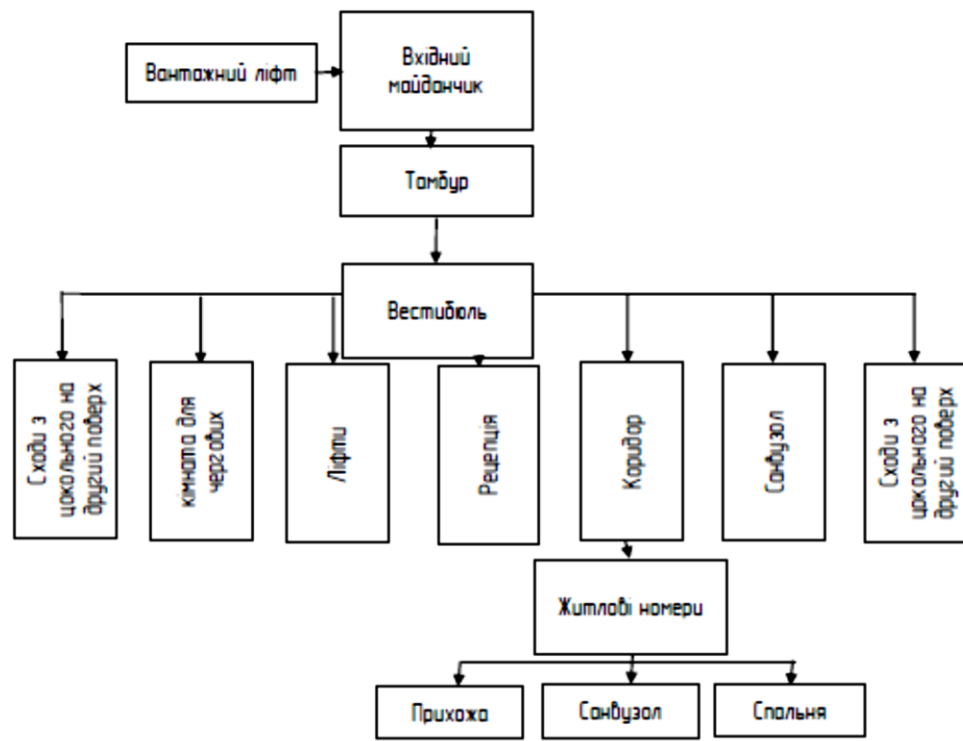 Вхідний
майданчик
Вантажний ліфт
Тамбур
Вестибюль
Сходи з
цокольного на
другий поверх
кімната для
чергових
Ліфти
Рецепція
Коридор
Санвузол
Сходи з
цокольного на
другий поверх
Житлові номери
Прихожа
Санвузол
Спальня